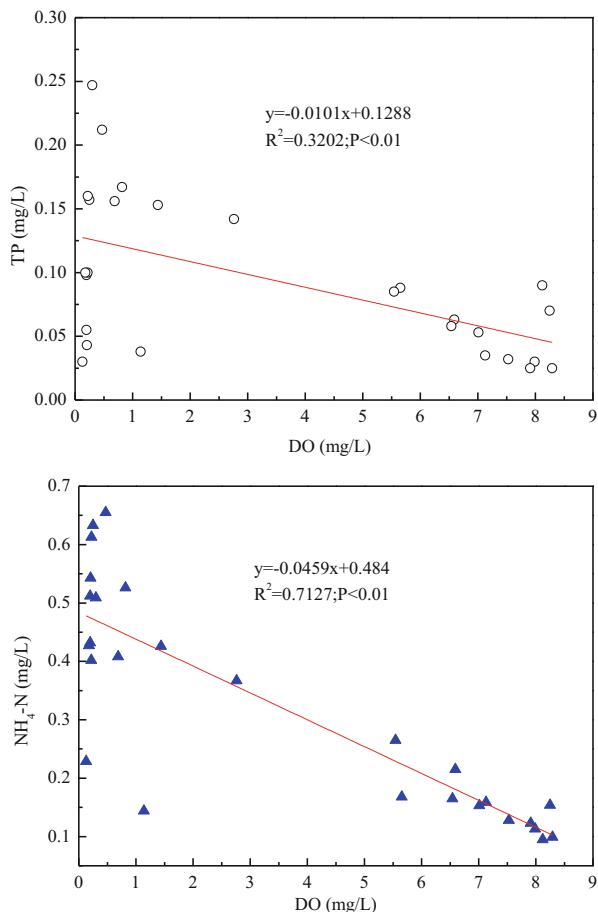 0.30
0.25
0.20
0.15
0.10
0.05
0.00
TP (mg/L)
y=-0.0101x+0.1288
R²=0.3202;P<0.01
0 1 2 3 4 5 6 7 8 9
DO (mg/L)
0.7
0.6
0.5
0.4
0.3
0.2
0.1
NH₄-N (mg/L)
y=-0.0459x+0.484
R²=0.7127;P<0.01
0 1 2 3 4 5 6 7 8 9
DO (mg/L)